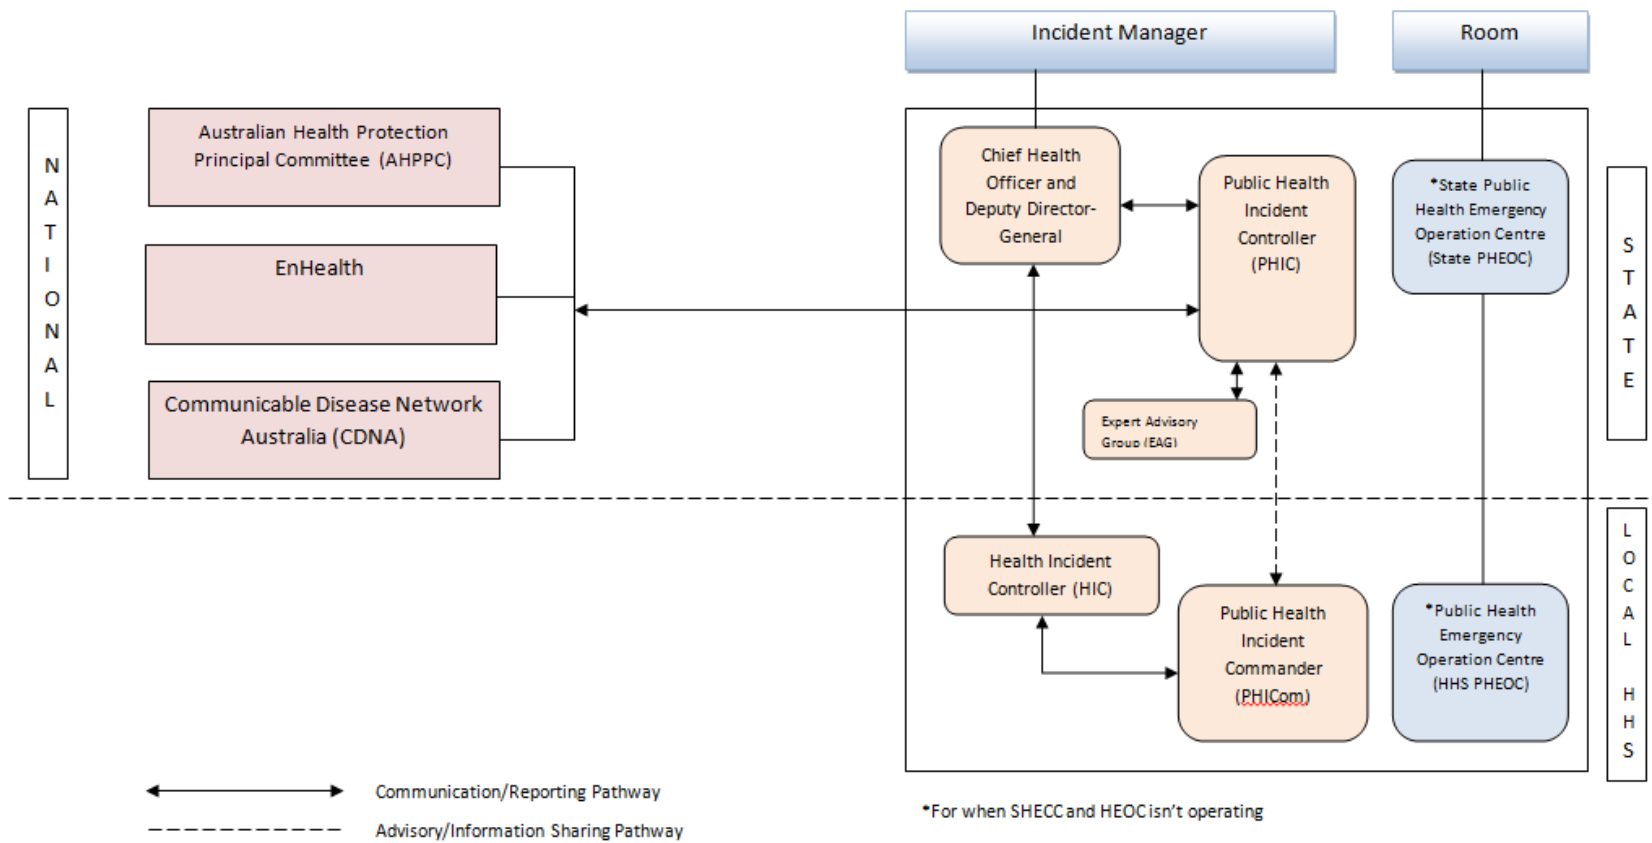 Incident Manager
Room
N
A
T
I
O
N
A
L
Australian Health Protection
Principal Committee (AHPPC)
EnHealth
Communicable Disease Network
Australia (CDNA)
Chief Health
Officer and
Deputy Director-
General
Public Health
Incident
Controller
(PHIC)
*State Public
Health Emergency
Operation Centre
(State PHEOC)
S
T
A
T
E
Expert Advisory
Group (EAG)
Health Incident
Controller (HIC)
Public Health
Incident
Commander
(PHICom)
*Public Health
Emergency
Operation Centre
(HHS PHEOC)
L
O
C
A
L
H
H
S
Communication/Reporting Pathway
Advisory/Information Sharing Pathway
*For when SHECC and HEOC isn't operating